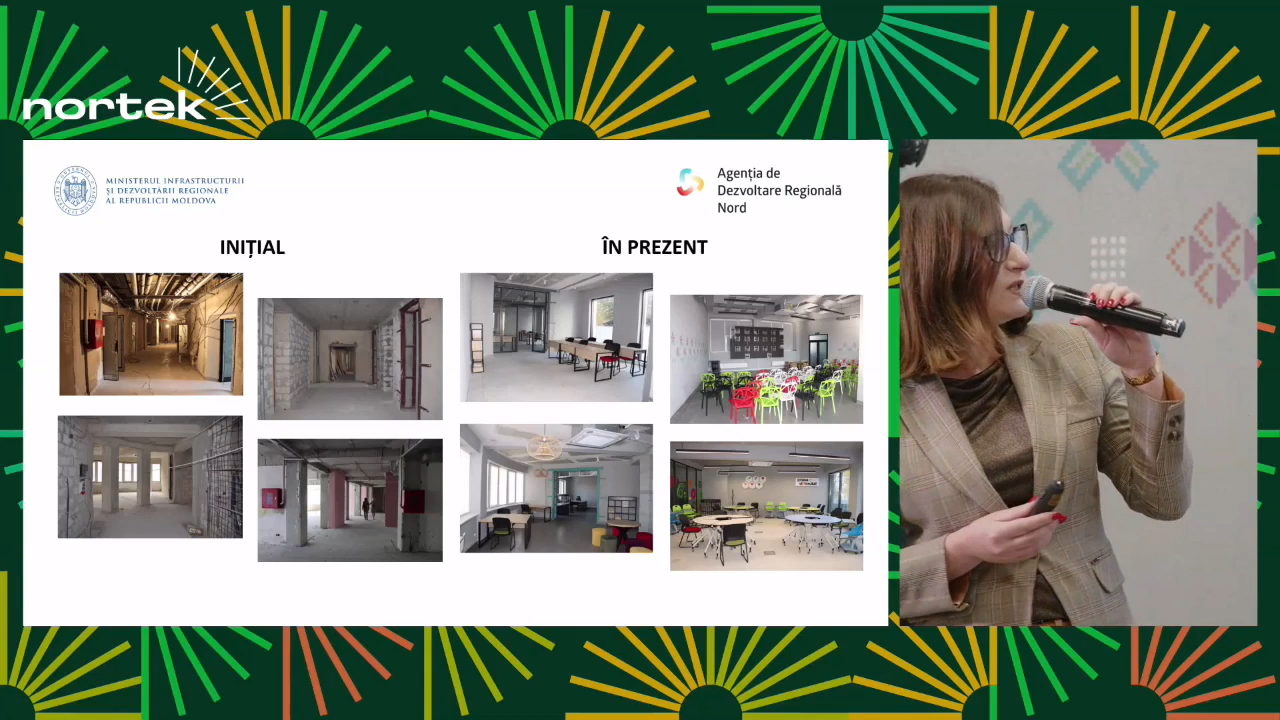 nortek
MINISTERUL INFRASTRUCTURII
ȘI DEZVOLTĂRII REGIONALE
AL REPUBLICII MOLDOVA
Agenția de
Dezvoltare Regională
Nord
INIȚIAL
ÎN PREZENT